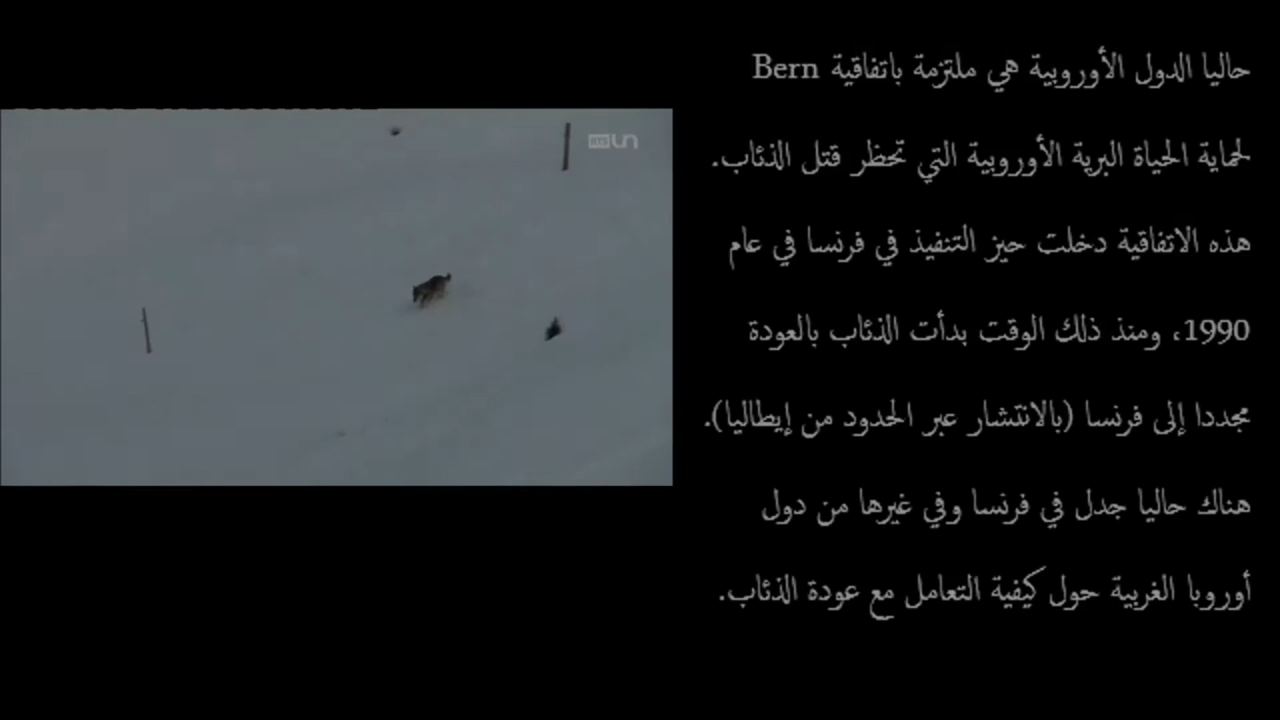 حاليا الدول الأوروبية هي ملتزمة باتفاقية Bern
لحماية الحياة البرية الأوروبية التي تحظر قتل الذئاب.
هذه الاتفاقية دخلت حيز التنفيذ في فرنسا في عام
1990، ومنذ ذلك الوقت بدأت الذئاب بالعودة
مجددا إلى فرنسا (بالانتشار عبر الحدود من إيطاليا).
هناك حاليا جدل في فرنسا وفي غيرها من دول
أوروبا الغربية حول كيفية التعامل مع عودة الذئاب.